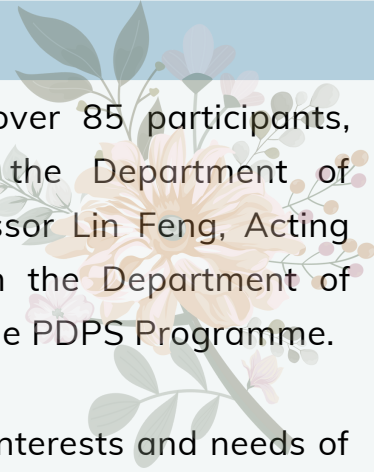 over 85 participants,
the Department of
ssor Lin Feng, Acting
n the Department of
e PDPS Programme.
nterests and needs of